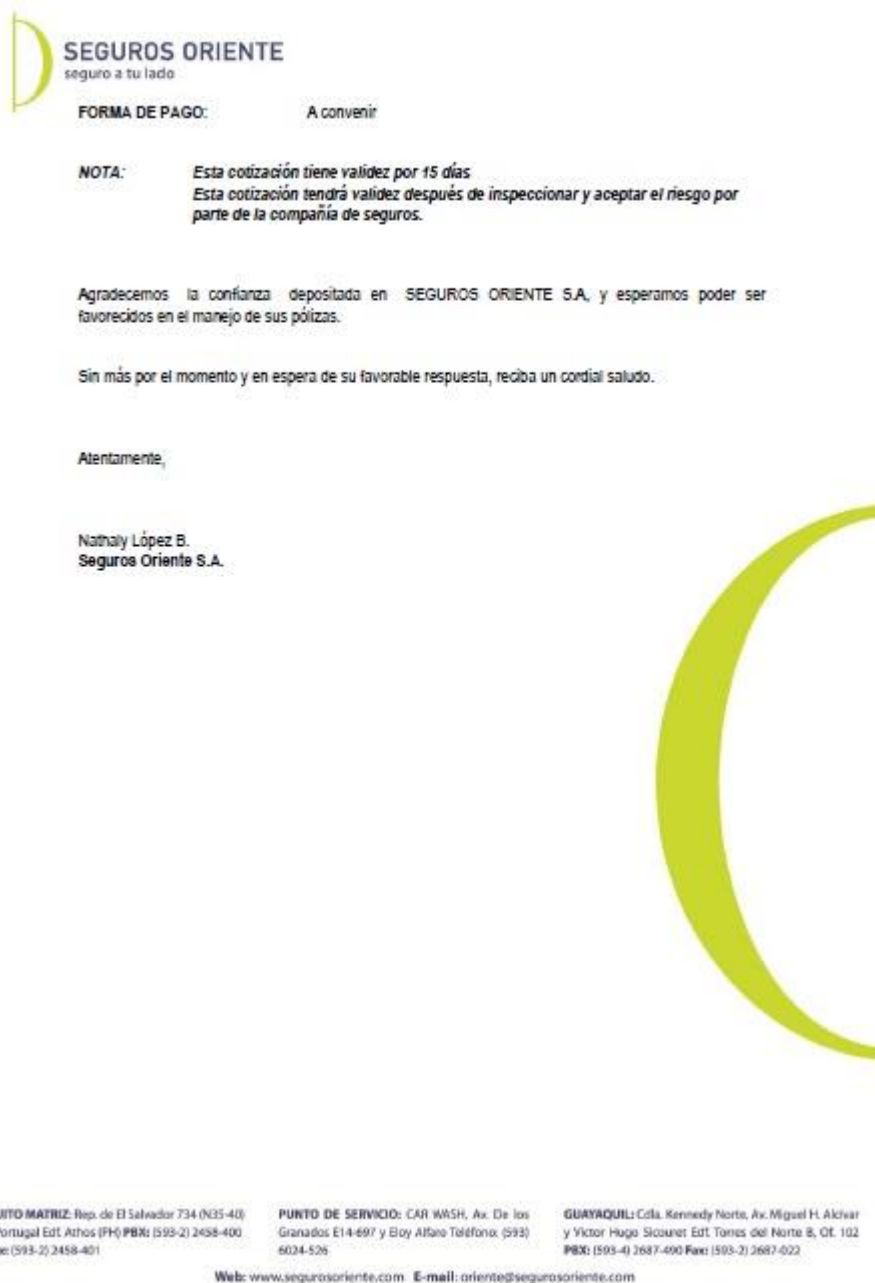 SEGUROS ORIENTE
seguro a tu lado
FORMA DE PAGO: A convenir
NOTA: Esta cotización tiene validez por 15 días
Esta cotización tendrá validez después de inspeccionar y aceptar el riesgo por
parte de la compañía de seguros.
Agradecemos la confianza depositada en SEGUROS ORIENTE S.A, y esperamos poder ser
favorecidos en el manejo de sus pólizas.
Sin más por el momento y en espera de su favorable respuesta, reciba un cordial saludo.
Atentamente,
Nathaly López B.
Seguros Oriente S.A.
UITO MATRIZ: Rep. de El Salvador 734 (N35-40)
Portugal Edf. Athos (PH) PBX: (593-2) 2458-400
(593-2) 2458-401
PUNTO DE SERVICIO: CAR WASH, Av. De los
Granados E14-697 y Eloy Alfaro Teléfono: (593)
6024-526
GUAYAQUIL: Cdla. Kennedy Norte, Av. Miguel H. Alcivar
y Victor Hugo Sicouret Edf. Torres del Norte B, Of. 102
PBX: (593-4) 2687-490 Fax: (593-2) 2687-022
Web: www.segurosoriente.com E-mail: oriente@segurosoriente.com